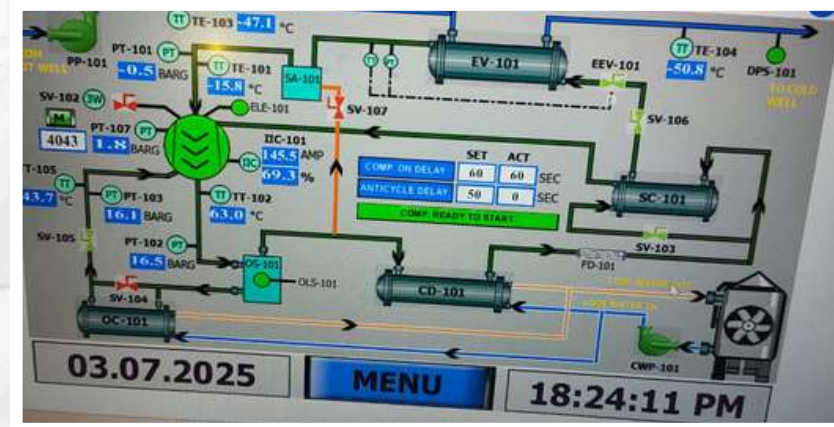 TT TE-103 -47.1 °C
PP-101
PT-101 PT
-0.5 BARG
TT TE-101
-15.8 °C
SA-101
EV-101
EEV-101
TT TE-104
-50.8 °C
DPS-101
TO COLD
WELL
SV-102 3W
ELE-101
SV-107
SV-106
M
4043
PT-107 PT
1.8 BARG
IIC-101
145.5 AMP
IIC
69.3 %
SET ACT
COMP. ON DELAY 60 60 SEC
ANTICYCLE DELAY 50 0 SEC
COMP. READY TO START
SC-101
TT
43.7 °C
PT PT-103
16.1 BARG
TT TT-102
63.0 °C
SV-105
PT-102 PT
16.5 BARG
OS-101
OLS-101
SV-103
FD-101
SV-104
OC-101
CD-101
CWP-101
03.07.2025
MENU
18:24:11 PM